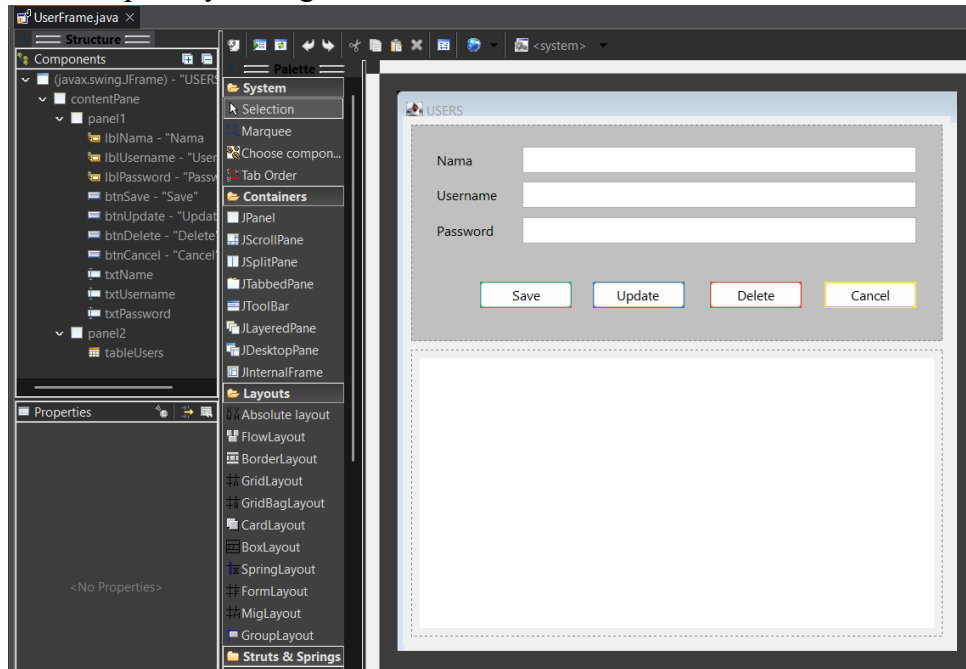 UserFrame.java
Structure
Components
(javax.swing.JFrame) - "USERS
contentPane
panel1
lblNama - "Nama
lblUsername - "User
lblPassword - "Passw
btnSave - "Save"
btnUpdate - "Updat
btnDelete - "Delete"
btnCancel - "Cancel"
txtName
txtUsername
txtPassword
panel2
tableUsers
Properties
<No Properties>
<system>
Palette
System
Selection
Marquee
Choose compon...
Tab Order
Containers
JPanel
JScrollPane
JSplitPane
JTabbedPane
JToolBar
JLayeredPane
JDesktopPane
JInternalFrame
Layouts
Absolute layout
FlowLayout
BorderLayout
GridLayout
GridBagLayout
CardLayout
BoxLayout
SpringLayout
FormLayout
MigLayout
GroupLayout
Struts & Springs
USERS
Nama
Username
Password
Save Update Delete Cancel